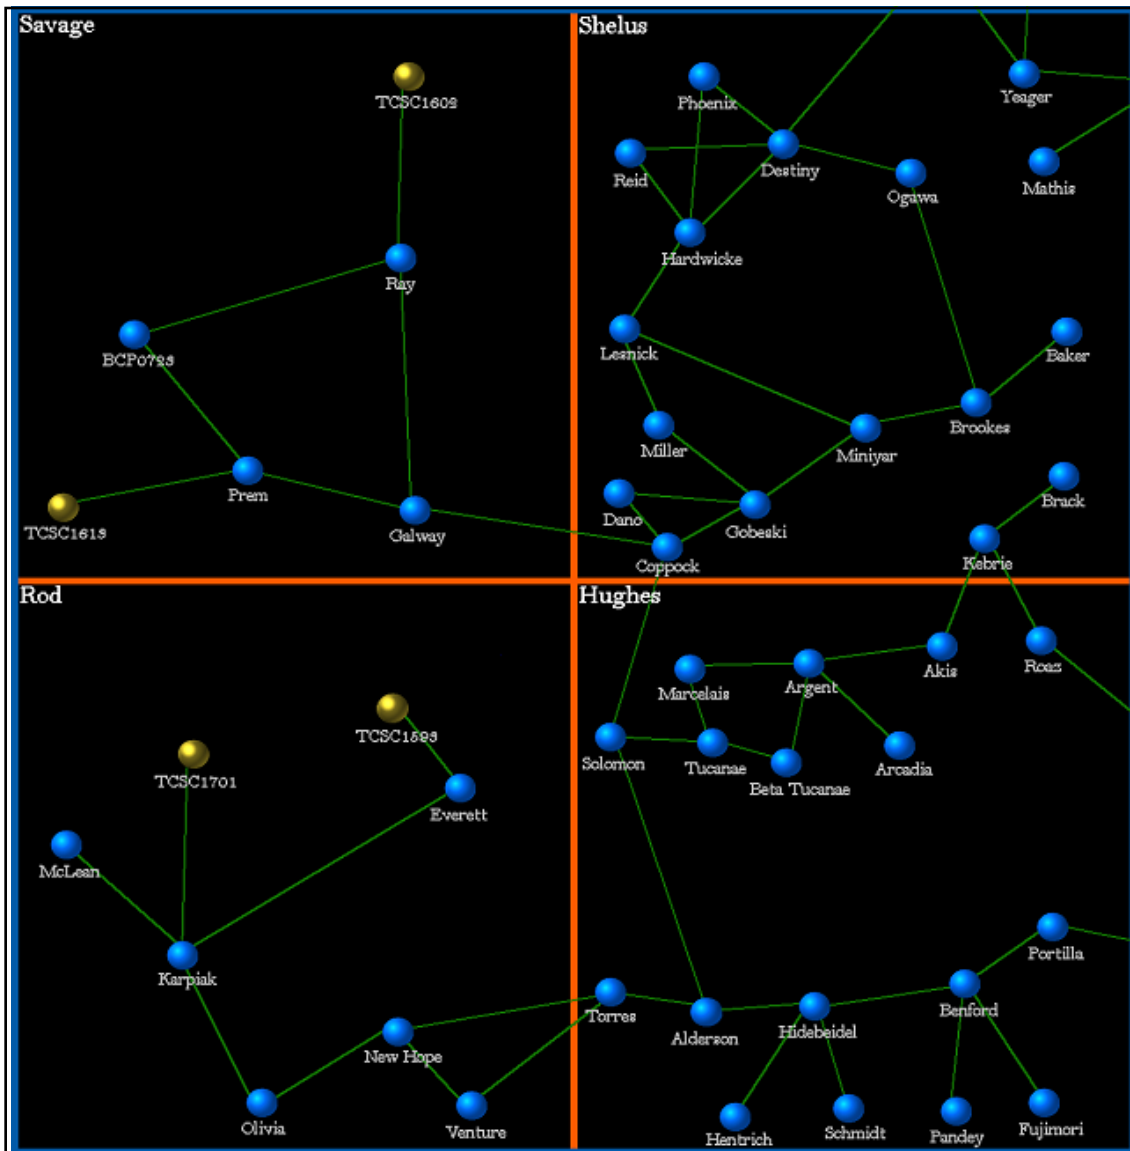 Savage
TCSC1602
Ray
BCP0723
Prem
TCSC1613
Galway
Shelus
Phoenix
Yeager
Reid
Destiny
Ogawa
Mathis
Hardwicke
Lesnick
Baker
Brookes
Miller
Miniyar
Dano
Gobeski
Brack
Coppock
Kebrie
Rod
TCSC1593
TCSC1701
Everett
McLean
Karpiak
New Hope
Olivia
Venture
Hughes
Marcelais
Argent
Akis
Roaz
Solomon
Tucanae
Beta Tucanae
Arcadia
Portilla
Torres
Alderson
Hidebeidel
Benford
Hentrich
Schmidt
Pandey
Fujimori